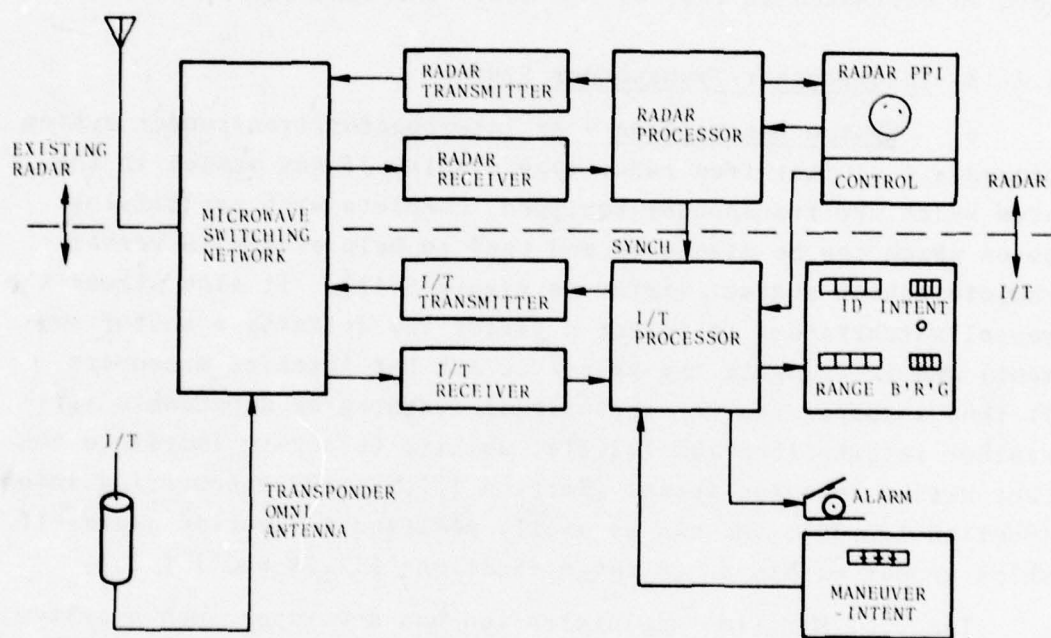 RADAR
TRANSMITTER
RADAR
RECEIVER
RADAR
PROCESSOR
RADAR PPI
CONTROL
EXISTING
RADAR
MICROWAVE
SWITCHING
NETWORK
RADAR
I/T
SYNCH
I/T
TRANSMITTER
I/T
RECEIVER
I/T
PROCESSOR
ID INTENT
RANGE B'R'G
I/T
TRANSPONDER
OMNI
ANTENNA
ALARM
MANEUVER
-INTENT